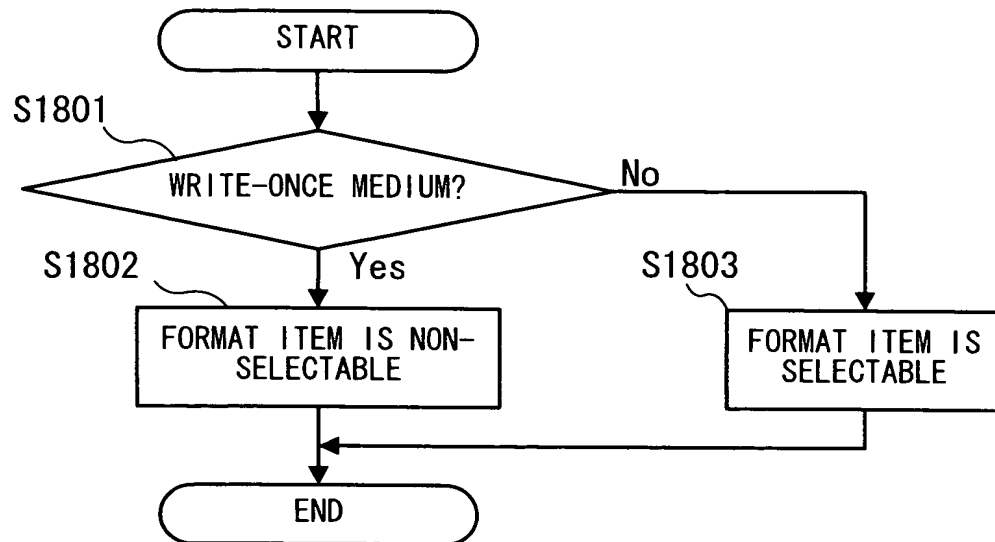 START
S1801
WRITE-ONCE MEDIUM?
No
S1802
Yes
S1803
FORMAT ITEM IS NON-
SELECTABLE
FORMAT ITEM IS
SELECTABLE
END